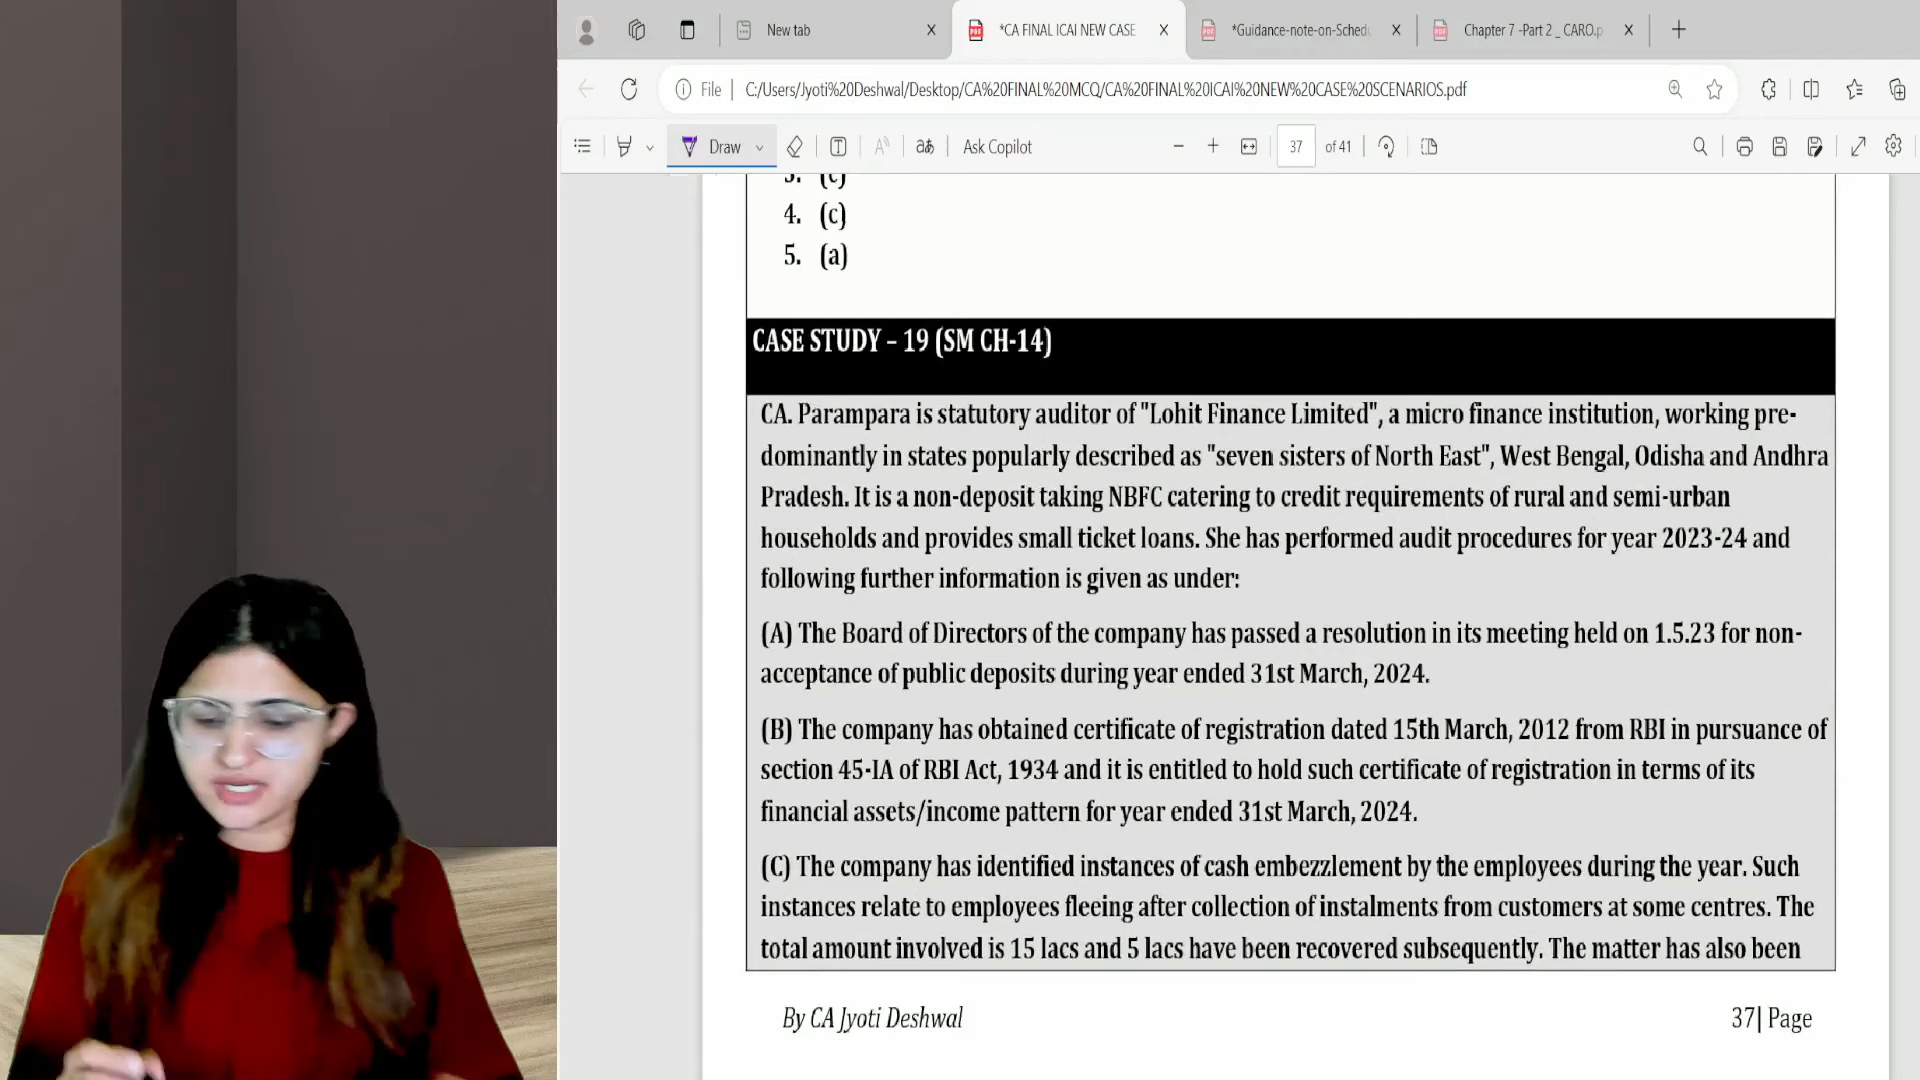 New tab
*CA FINAL ICAI NEW CASE
*Guidance-note-on-Schedu
Chapter 7 -Part 2 _ CARO.p
File
C:/Users/Jyoti%20Deshwal/Desktop/CA%20FINAL%20MCQ/CA%20FINAL%20ICAI%20NEW%20CASE%20SCENARIOS.pdf
Draw
Ask Copilot
37
of 41
3. (c)
4. (c)
5. (a)
CASE STUDY – 19 (SM CH-14)
CA. Parampara is statutory auditor of "Lohit Finance Limited", a micro finance institution, working pre-
dominantly in states popularly described as "seven sisters of North East", West Bengal, Odisha and Andhra
Pradesh. It is a non-deposit taking NBFC catering to credit requirements of rural and semi-urban
households and provides small ticket loans. She has performed audit procedures for year 2023-24 and
following further information is given as under:
(A) The Board of Directors of the company has passed a resolution in its meeting held on 1.5.23 for non-
acceptance of public deposits during year ended 31st March, 2024.
(B) The company has obtained certificate of registration dated 15th March, 2012 from RBI in pursuance of
section 45-IA of RBI Act, 1934 and it is entitled to hold such certificate of registration in terms of its
financial assets/income pattern for year ended 31st March, 2024.
(C) The company has identified instances of cash embezzlement by the employees during the year. Such
instances relate to employees fleeing after collection of instalments from customers at some centres. The
total amount involved is 15 lacs and 5 lacs have been recovered subsequently. The matter has also been
By CA Jyoti Deshwal
37| Page